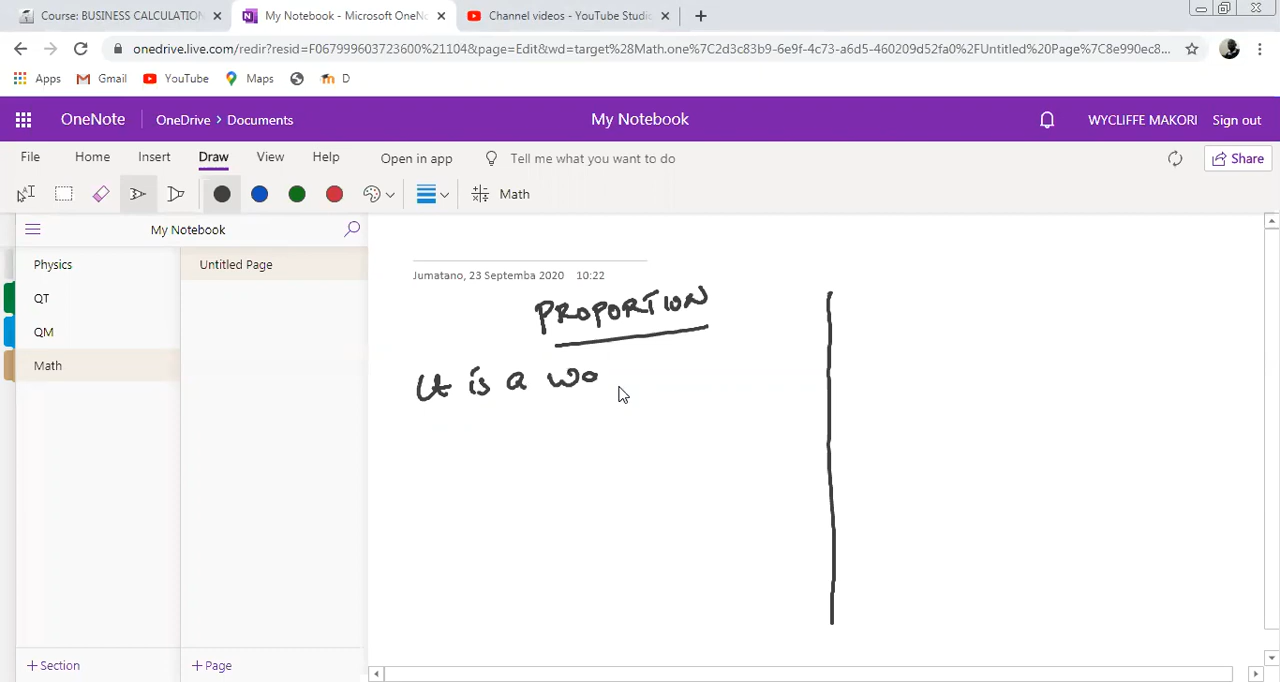 Course: BUSINESS CALCULATION
My Notebook - Microsoft OneNo
Channel videos - YouTube Studio
onedrive.live.com/redir?resid=F067999603723600%21104&page=Edit&wd=target%28Math.one%7C2d3c83b9-6e9f-4c73-a6d5-460209d52fa0%2FUntitled%20Page%7C8e990ec8...
Apps Gmail YouTube Maps D
OneNote OneDrive > Documents My Notebook WYCLIFFE MAKORI Sign out
File Home Insert Draw View Help Open in app Tell me what you want to do Share
Math
My Notebook
Physics
QT
QM
Math
Untitled Page
Jumatano, 23 Septemba 2020 10:22
PROPORTION
It is a wo
+ Section + Page